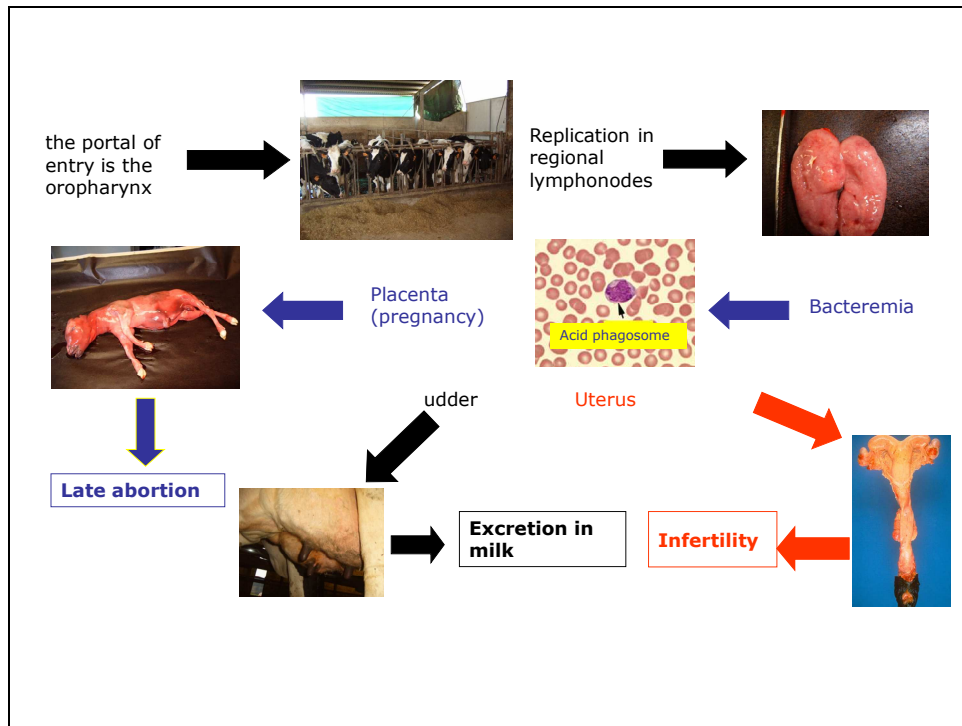 the portal of
entry is the
oropharynx
Replication in
regional
lymphonodes
Placenta
(pregnancy)
Acid phagosome
Bacteremia
udder
Uterus
Late abortion
Excretion in
milk
Infertility